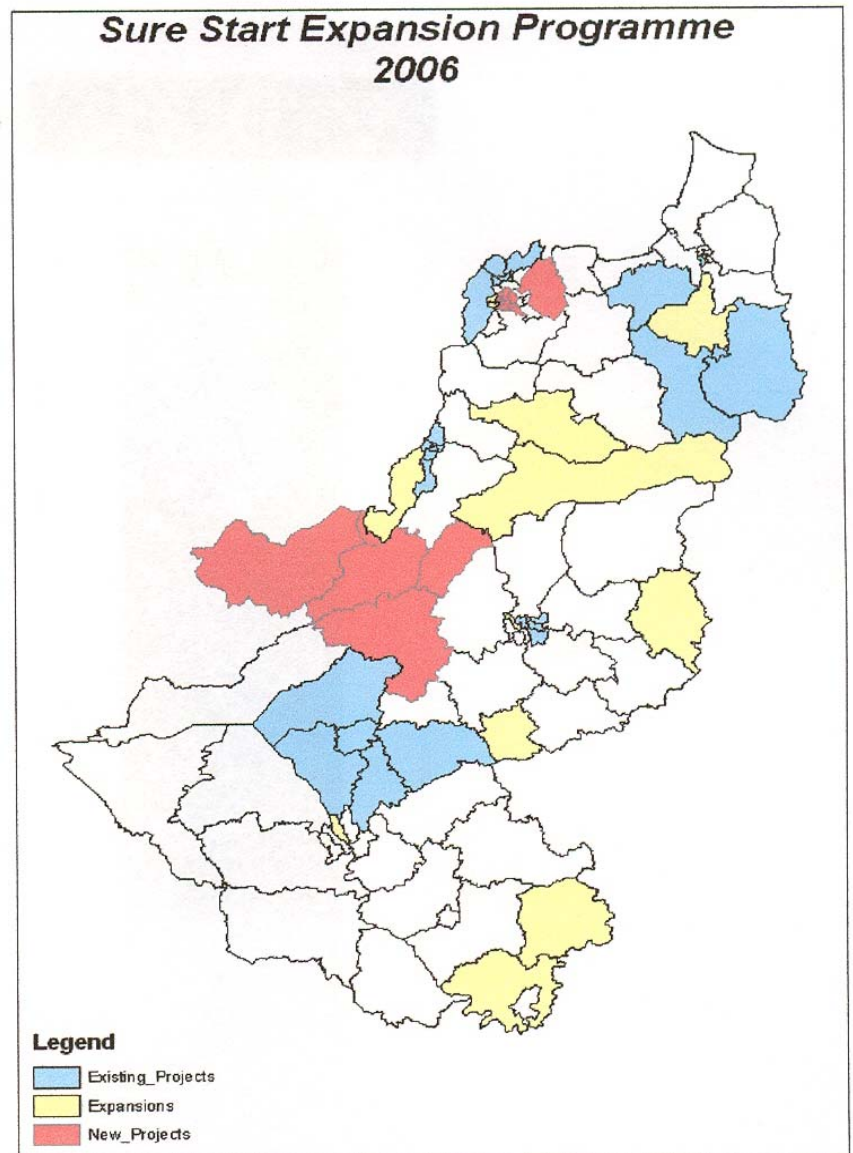 Sure Start Expansion Programme
2006
Legend
Existing_Projects
Expansions
New_Projects